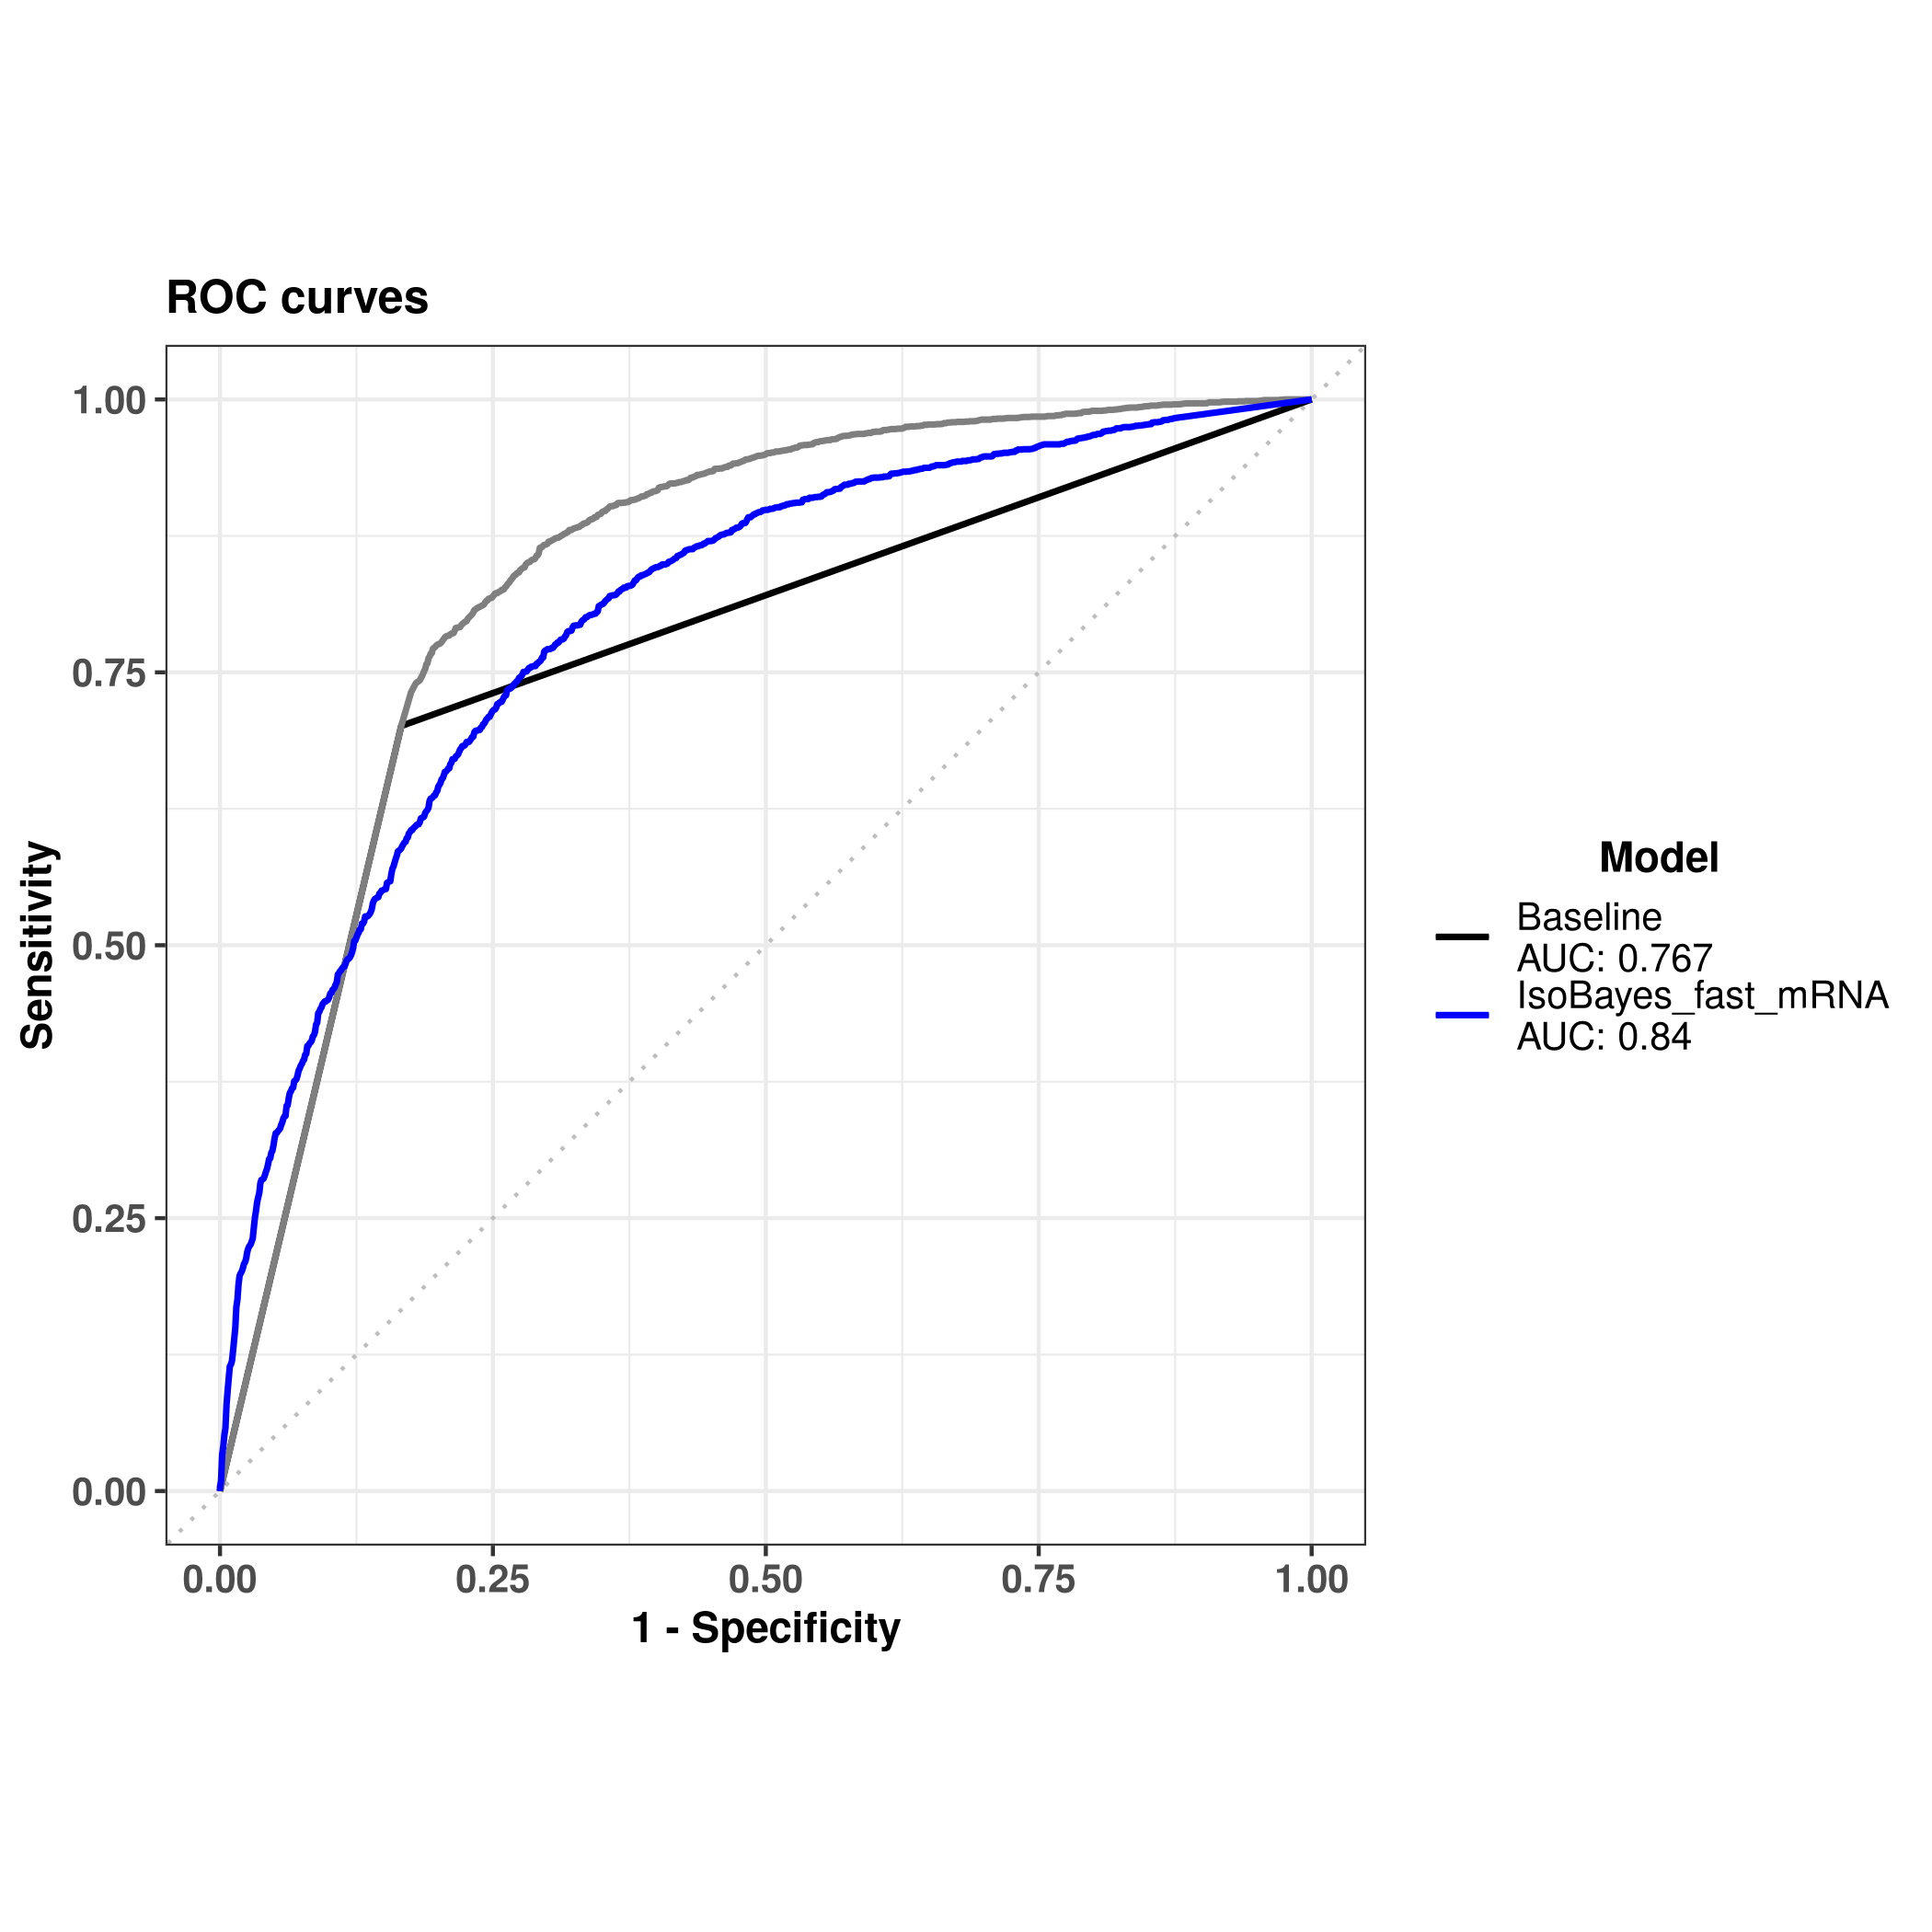 ROC curves
1.00
0.75
0.50
0.25
0.00
Sensitivity
0.00 0.25 0.50 0.75 1.00
1 - Specificity
Model
Baseline
AUC: 0.767
IsoBayes_fast_mRNA
AUC: 0.84